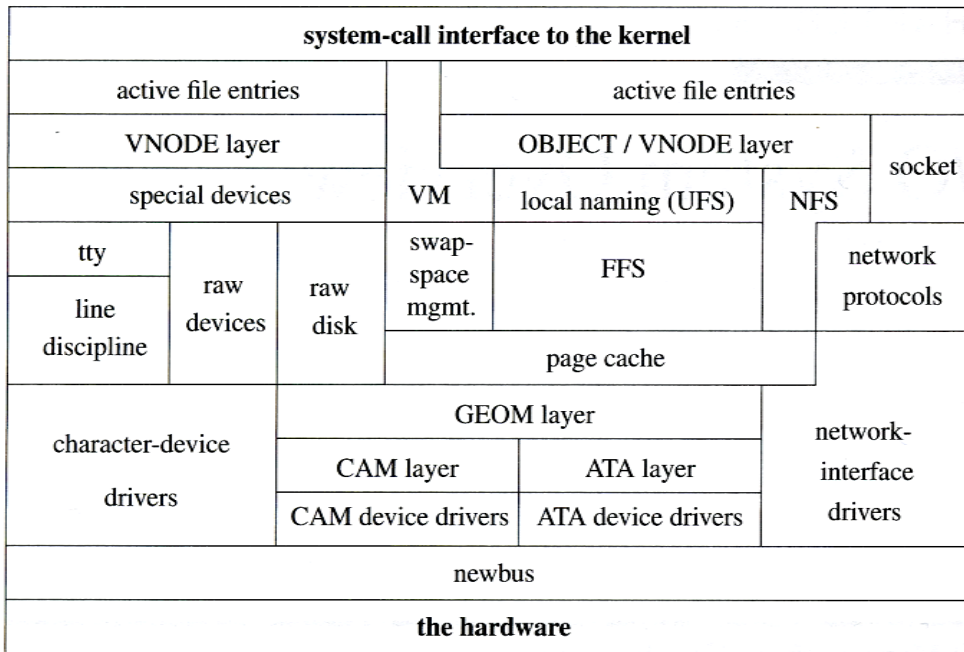 system-call interface to the kernel
active file entries
active file entries
VNODE layer
OBJECT / VNODE layer
socket
special devices
VM
local naming (UFS)
NFS
tty
raw
devices
raw
disk
swap-
space
mgmt.
FFS
network
protocols
line
discipline
page cache
character-device
drivers
GEOM layer
network-
interface
drivers
CAM layer
ATA layer
CAM device drivers
ATA device drivers
newbus
the hardware